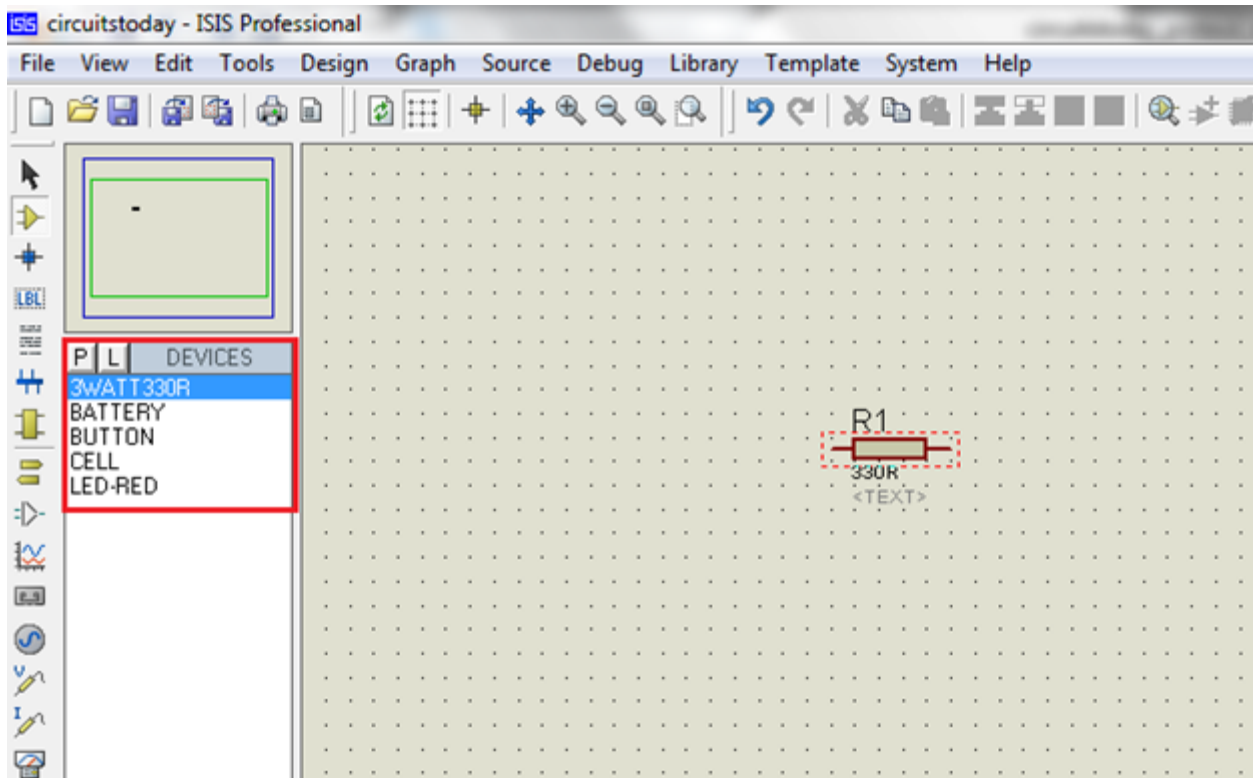 ISIS circuitstoday - ISIS Professional
File View Edit Tools Design Graph Source Debug Library Template System Help
LBL
P L DEVICES
3WATT330R
BATTERY
BUTTON
CELL
LED-RED
R1
330R
<TEXT>
V
I